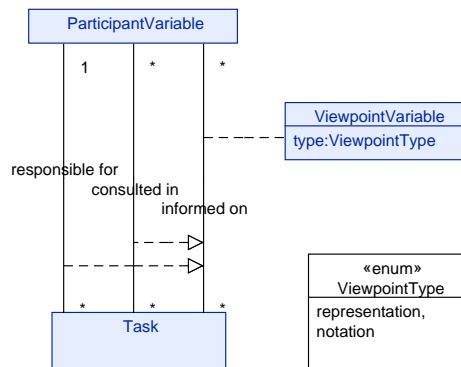 ParticipantVariable
1 * *
ViewpointVariable
type:ViewpointType
responsible for
consulted in
informed on
«enum»
ViewpointType
representation,
notation
* * *
Task